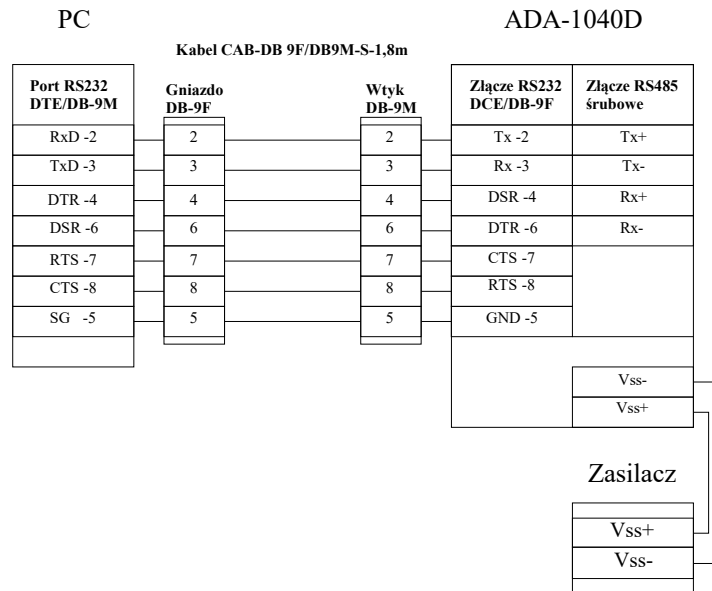 PC
ADA-1040D
Kabel CAB-DB 9F/DB9M-S-1,8m
Port RS232
DTE/DB-9M
Gniazdo
DB-9F
Wtyk
DB-9M
Złącze RS232
DCE/DB-9F
Złącze RS485
śrubowe
RxD -2 2 2 Tx -2 Tx+
TxD -3 3 3 Rx -3 Tx-
DTR -4 4 4 DSR -4 Rx+
DSR -6 6 6 DTR -6 Rx-
RTS -7 7 7 CTS -7
CTS -8 8 8 RTS -8
SG -5 5 5 GND -5
Vss-
Vss+
Zasilacz
Vss+
Vss-